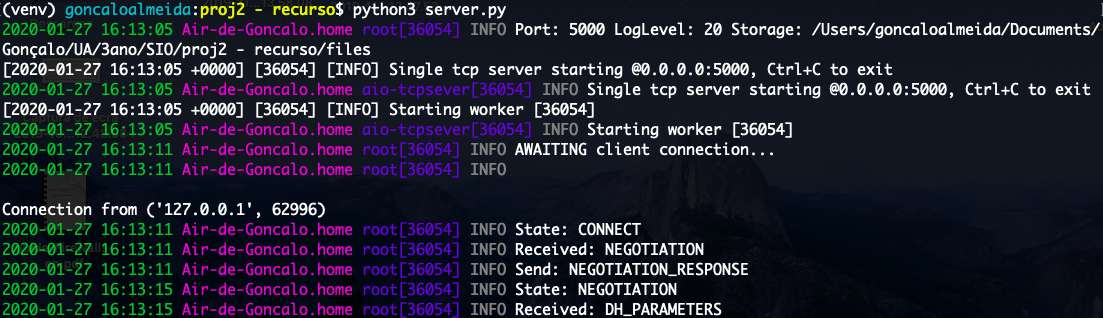 (venv) goncaloalmeida:proj2 - recurso$ python3 server.py
2020-01-27 16:13:05 Air-de-Goncalo.home root[36054] INFO Port: 5000 LogLevel: 20 Storage: /Users/goncaloalmeida/Documents/
Gonçalo/UA/3ano/SIO/proj2 - recurso/files
[2020-01-27 16:13:05 +0000] [36054] [INFO] Single tcp server starting @0.0.0.0:5000, Ctrl+C to exit
2020-01-27 16:13:05 Air-de-Goncalo.home aio-tcpsever[36054] INFO Single tcp server starting @0.0.0.0:5000, Ctrl+C to exit
[2020-01-27 16:13:05 +0000] [36054] [INFO] Starting worker [36054]
2020-01-27 16:13:05 Air-de-Goncalo.home aio-tcpsever[36054] INFO Starting worker [36054]
2020-01-27 16:13:11 Air-de-Goncalo.home root[36054] INFO AWAITING client connection...
2020-01-27 16:13:11 Air-de-Goncalo.home root[36054] INFO
Connection from ('127.0.0.1', 62996)
2020-01-27 16:13:11 Air-de-Goncalo.home root[36054] INFO State: CONNECT
2020-01-27 16:13:11 Air-de-Goncalo.home root[36054] INFO Received: NEGOTIATION
2020-01-27 16:13:11 Air-de-Goncalo.home root[36054] INFO Send: NEGOTIATION_RESPONSE
2020-01-27 16:13:15 Air-de-Goncalo.home root[36054] INFO State: NEGOTIATION
2020-01-27 16:13:15 Air-de-Goncalo.home root[36054] INFO Received: DH_PARAMETERS